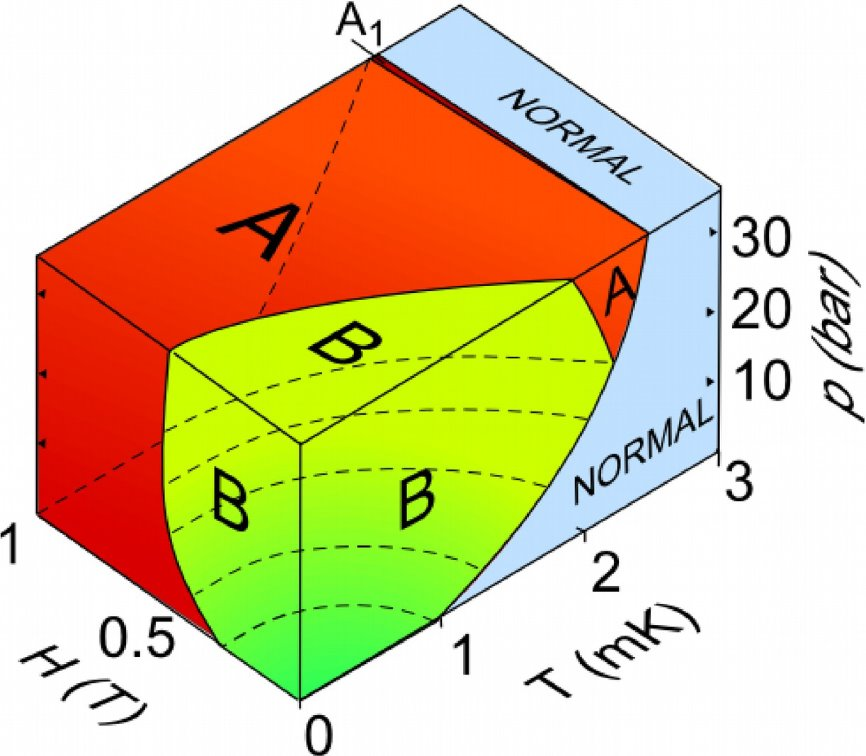 A1
NORMAL
A
A
30
20
10
p (bar)
B
B
B
NORMAL
3
1
2
0.5
1
H (T)
T (mK)
0